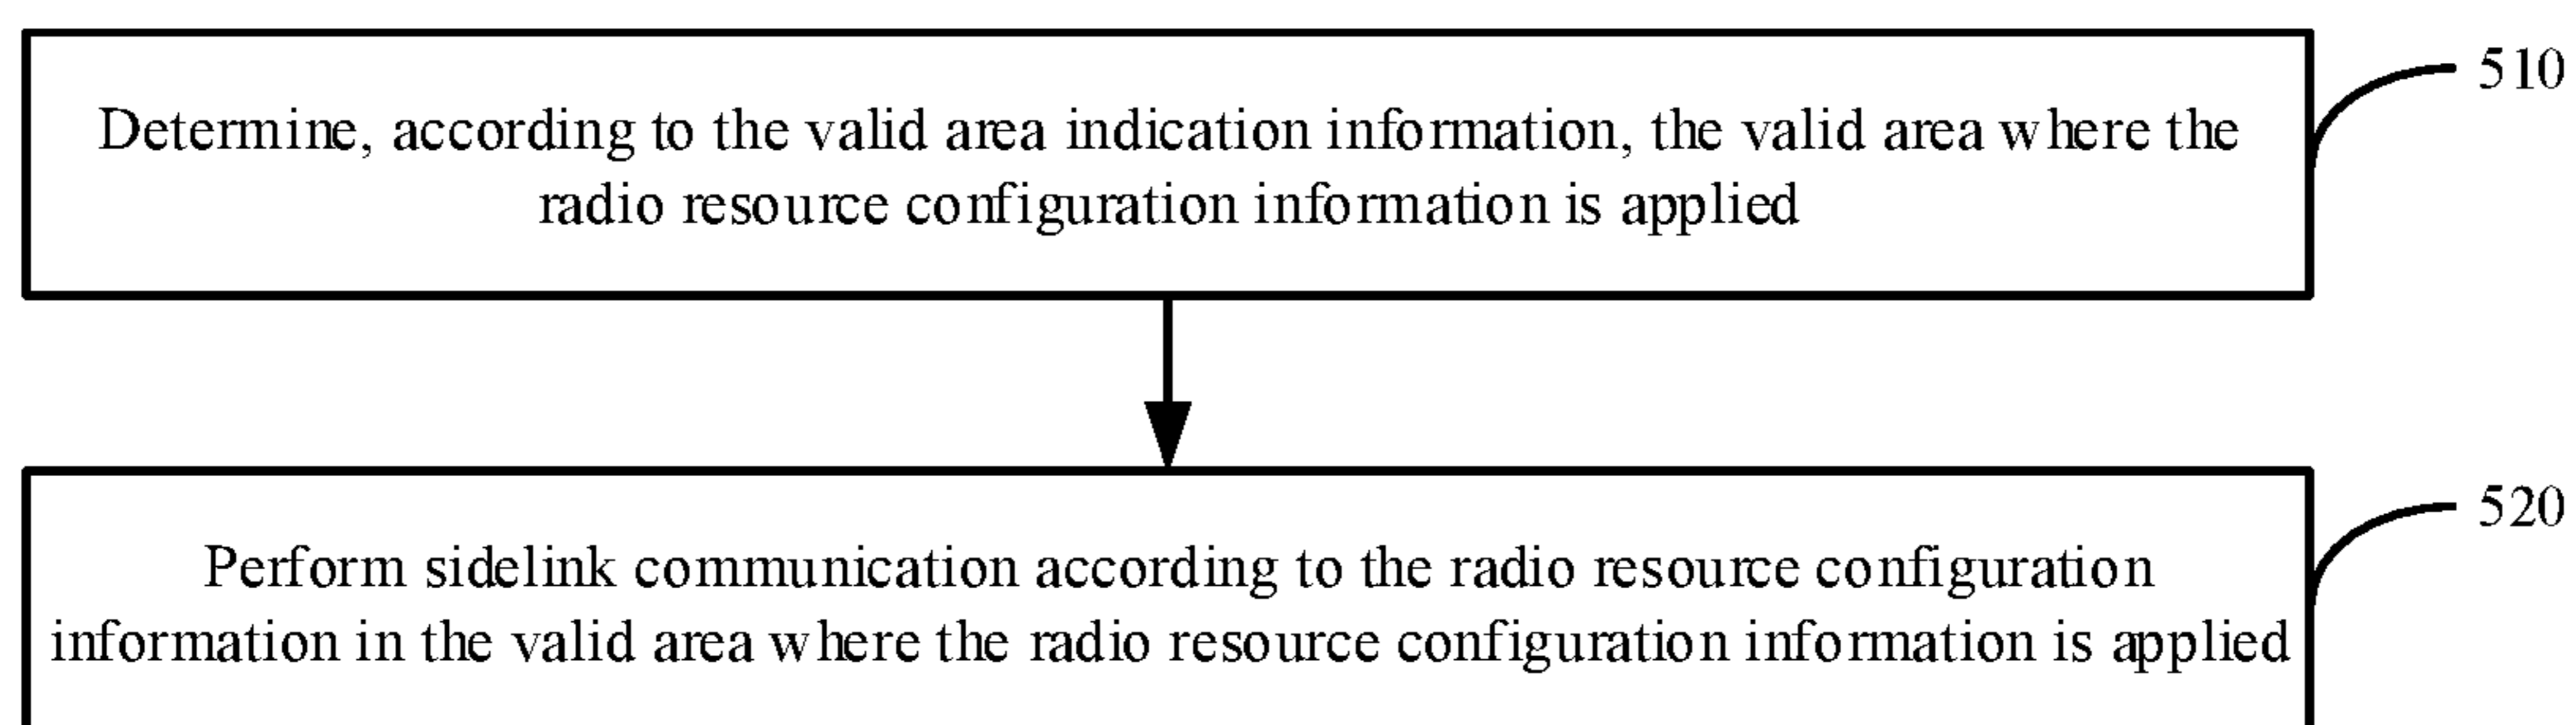 510
Determine, according to the valid area indication information, the valid area where the
radio resource configuration information is applied
520
Perform sidelink communication according to the radio resource configuration
information in the valid area where the radio resource configuration information is applied